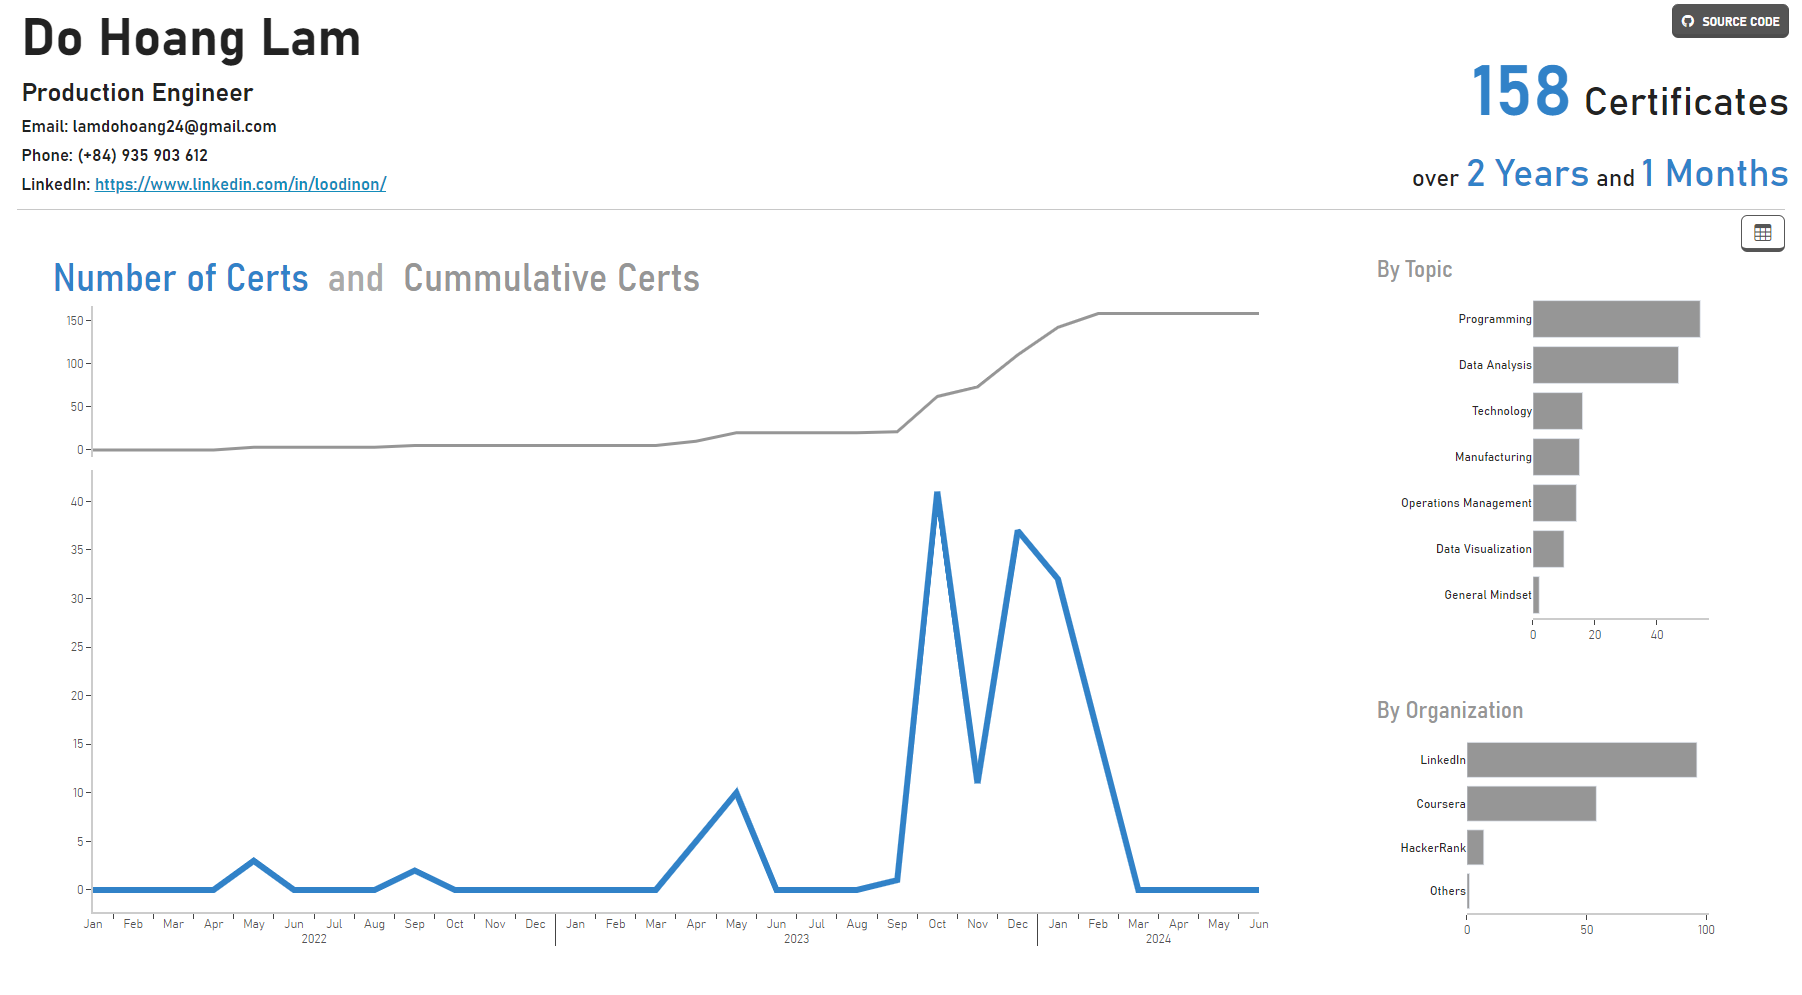 Do Hoang Lam
SOURCE CODE
Production Engineer
Email: lamdohoang24@gmail.com
Phone: (+84) 935 903 612
LinkedIn: https://www.linkedin.com/in/loodinon/
158 Certificates
over 2 Years and 1 Months
Number of Certs and Cummulative Certs
150
100
50
0
40
35
30
25
20
15
10
5
0
Jan Feb Mar Apr May Jun Jul Aug Sep Oct Nov Dec Jan Feb Mar Apr May Jun Jul Aug Sep Oct Nov Dec Jan Feb Mar Apr May Jun
2022 2023 2024
By Topic
Programming
Data Analysis
Technology
Manufacturing
Operations Management
Data Visualization
General Mindset
0 20 40
By Organization
LinkedIn
Coursera
HackerRank
Others
0 50 100